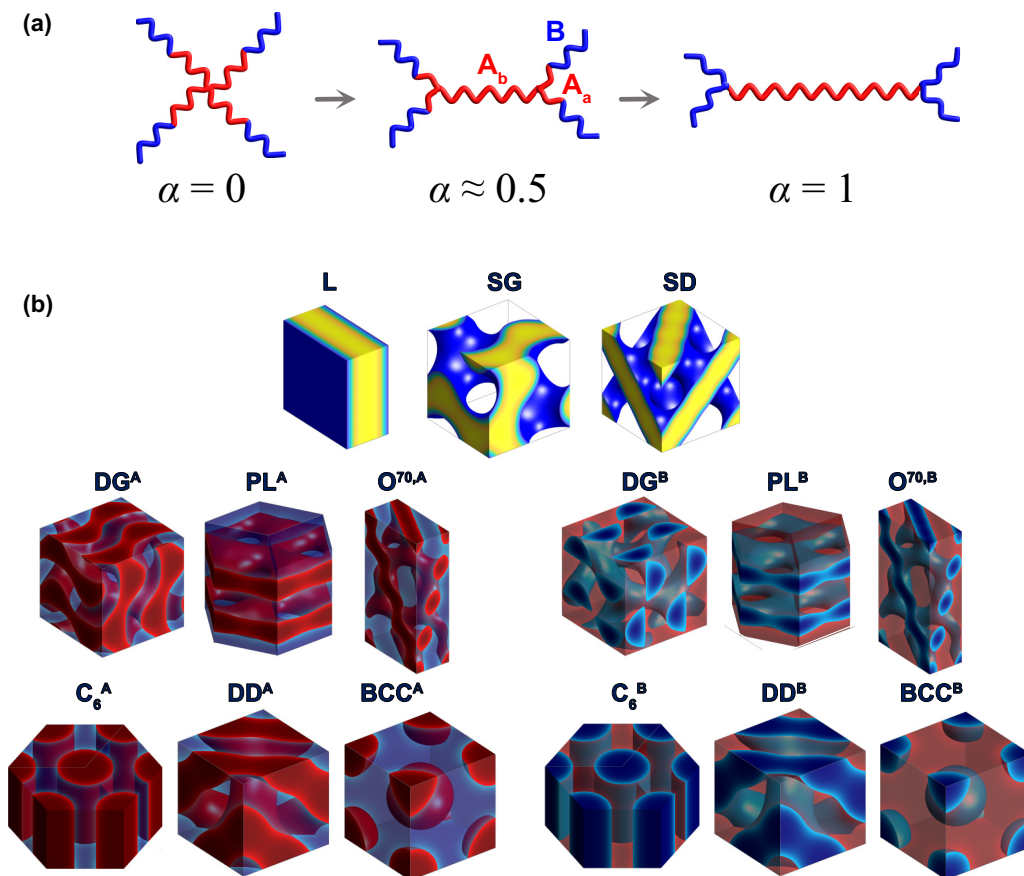 (a)
B
A_b
A_a
α = 0
α ≈ 0.5
α = 1
(b)
L SG SD
DG^A PL^A O^70,A DG^B PL^B O^70,B
C_6^A DD^A BCC^A C_6^B DD^B BCC^B